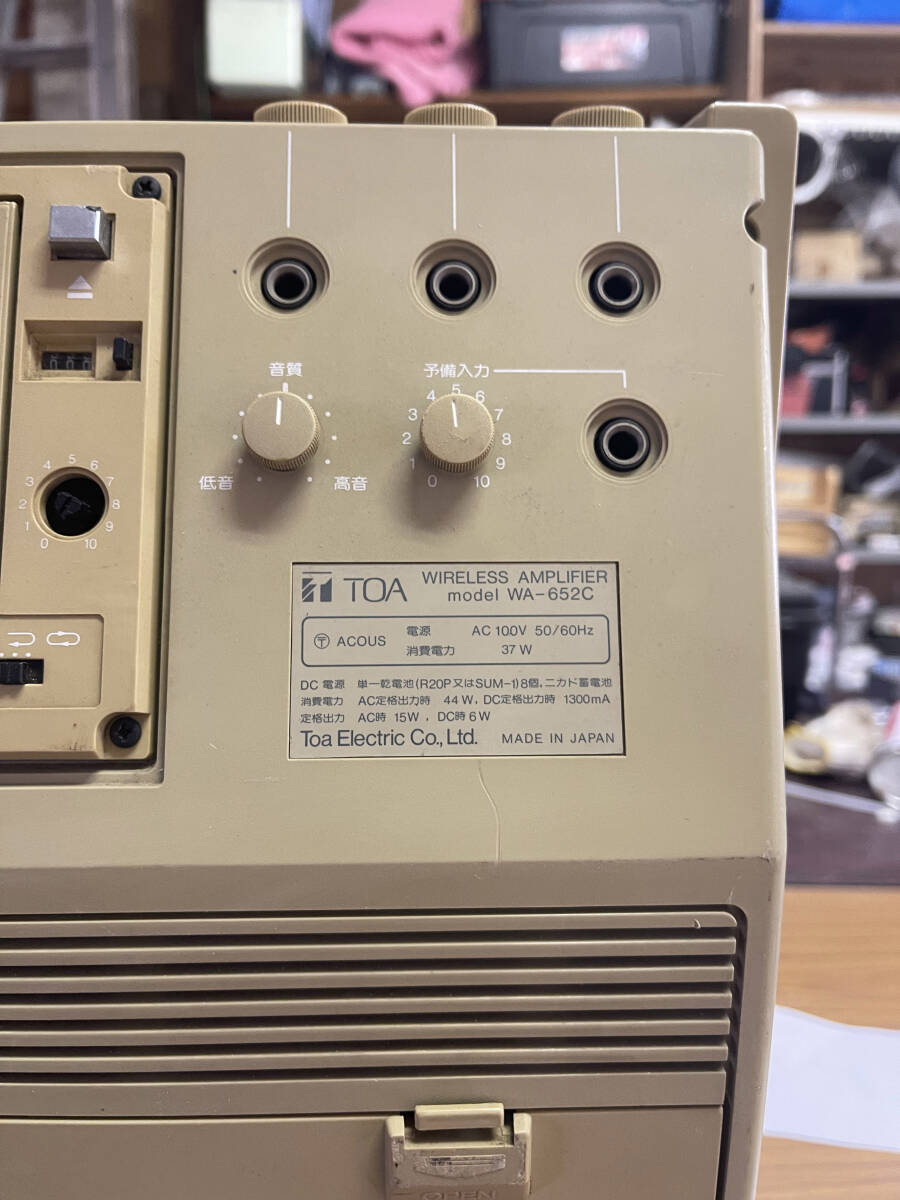 000
4 5 6
3 7
2 8
1 9
0 10
音質
低音 高音
予備入力
4 5 6
3 7
2 8
1 9
0 10
TOA WIRELESS AMPLIFIER
model WA-652C
〒 ACOUS 電源 AC 100V 50/60Hz
消費電力 37 W
DC 電源 単一乾電池(R20P又はSUM-1)8個,ニカド蓄電池
消費電力 AC定格出力時 44 W, DC定格出力時 1300mA
定格出力 AC時 15W , DC時 6 W
Toa Electric Co., Ltd. MADE IN JAPAN
OPEN